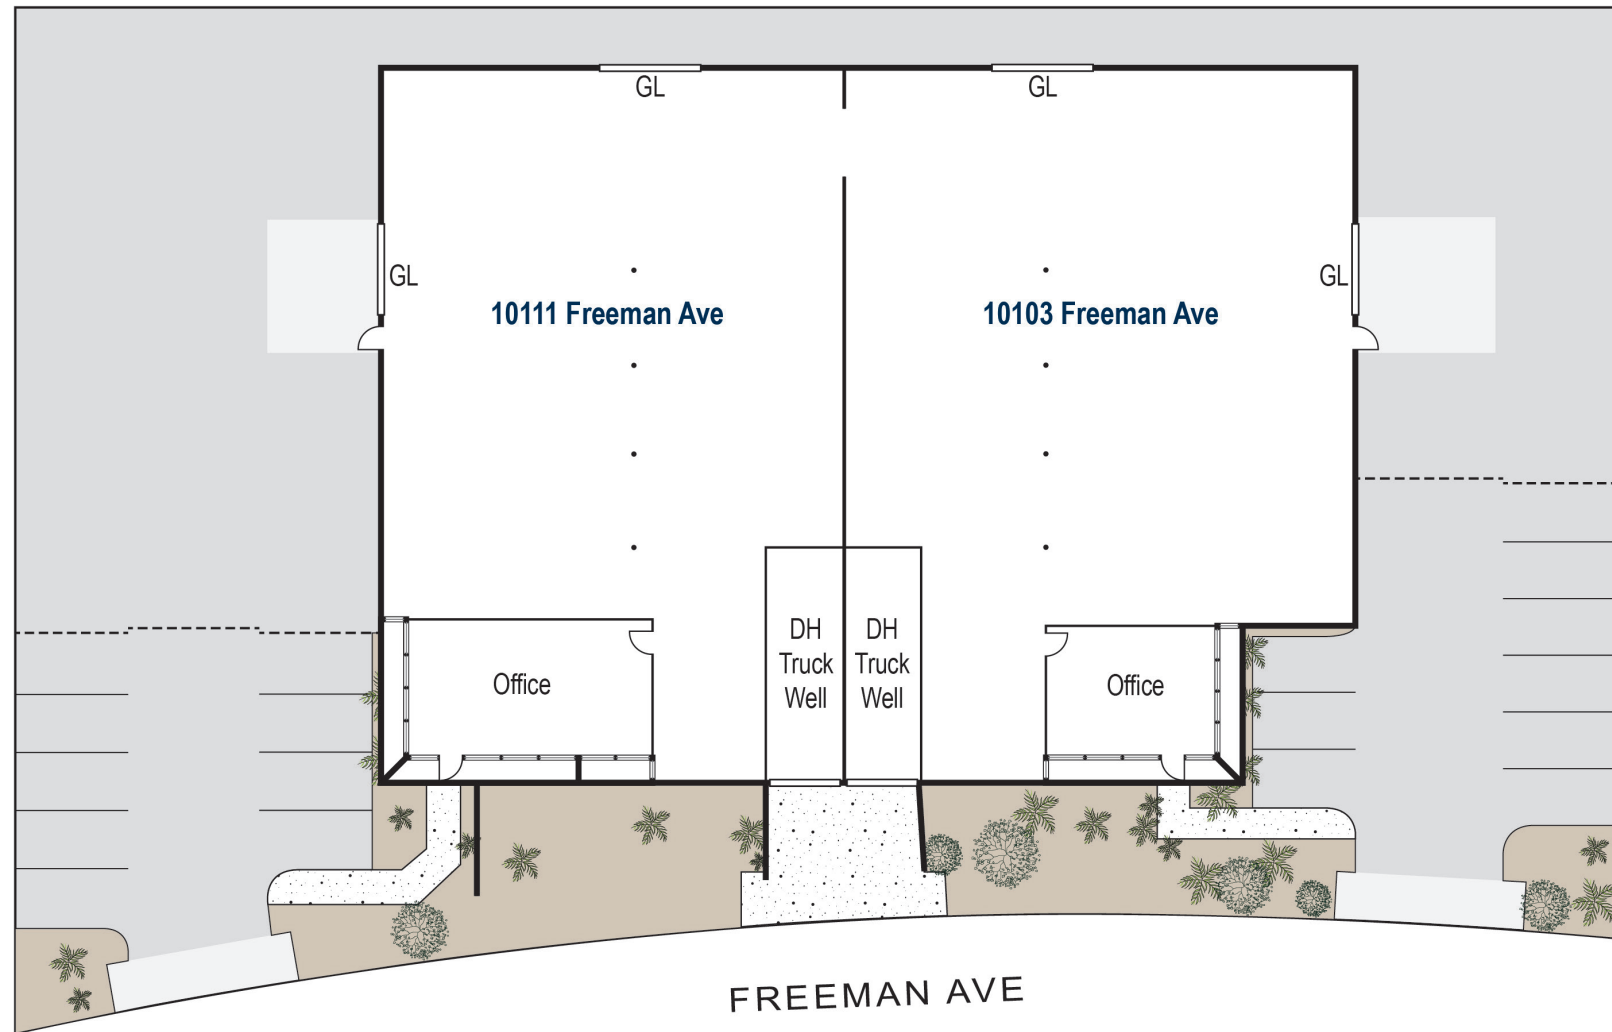 GL
GL
GL
GL
10111 Freeman Ave
10103 Freeman Ave
DH
Truck
Well
DH
Truck
Well
Office
Office
FREEMAN AVE